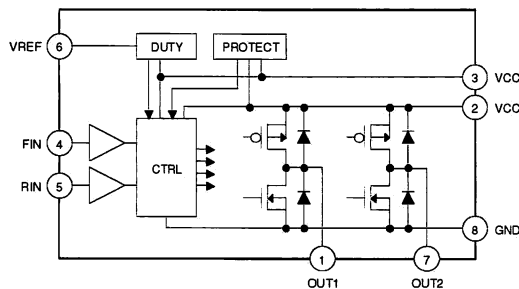 DUTY PROTECT
VREF 6
3 VCC
2 VCC
FIN 4
CTRL
RIN 5
8 GND
1 7
OUT1 OUT2